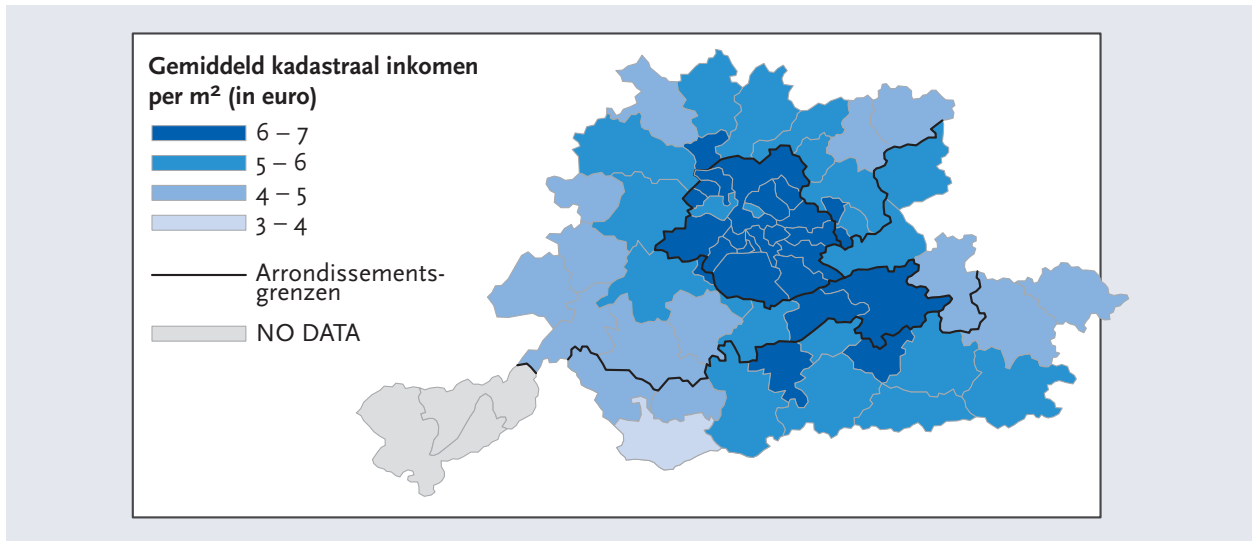 Gemiddeld kadastraal inkomen
per m² (in euro)
6 – 7
5 – 6
4 – 5
3 – 4
Arrondissements-
grenzen
NO DATA